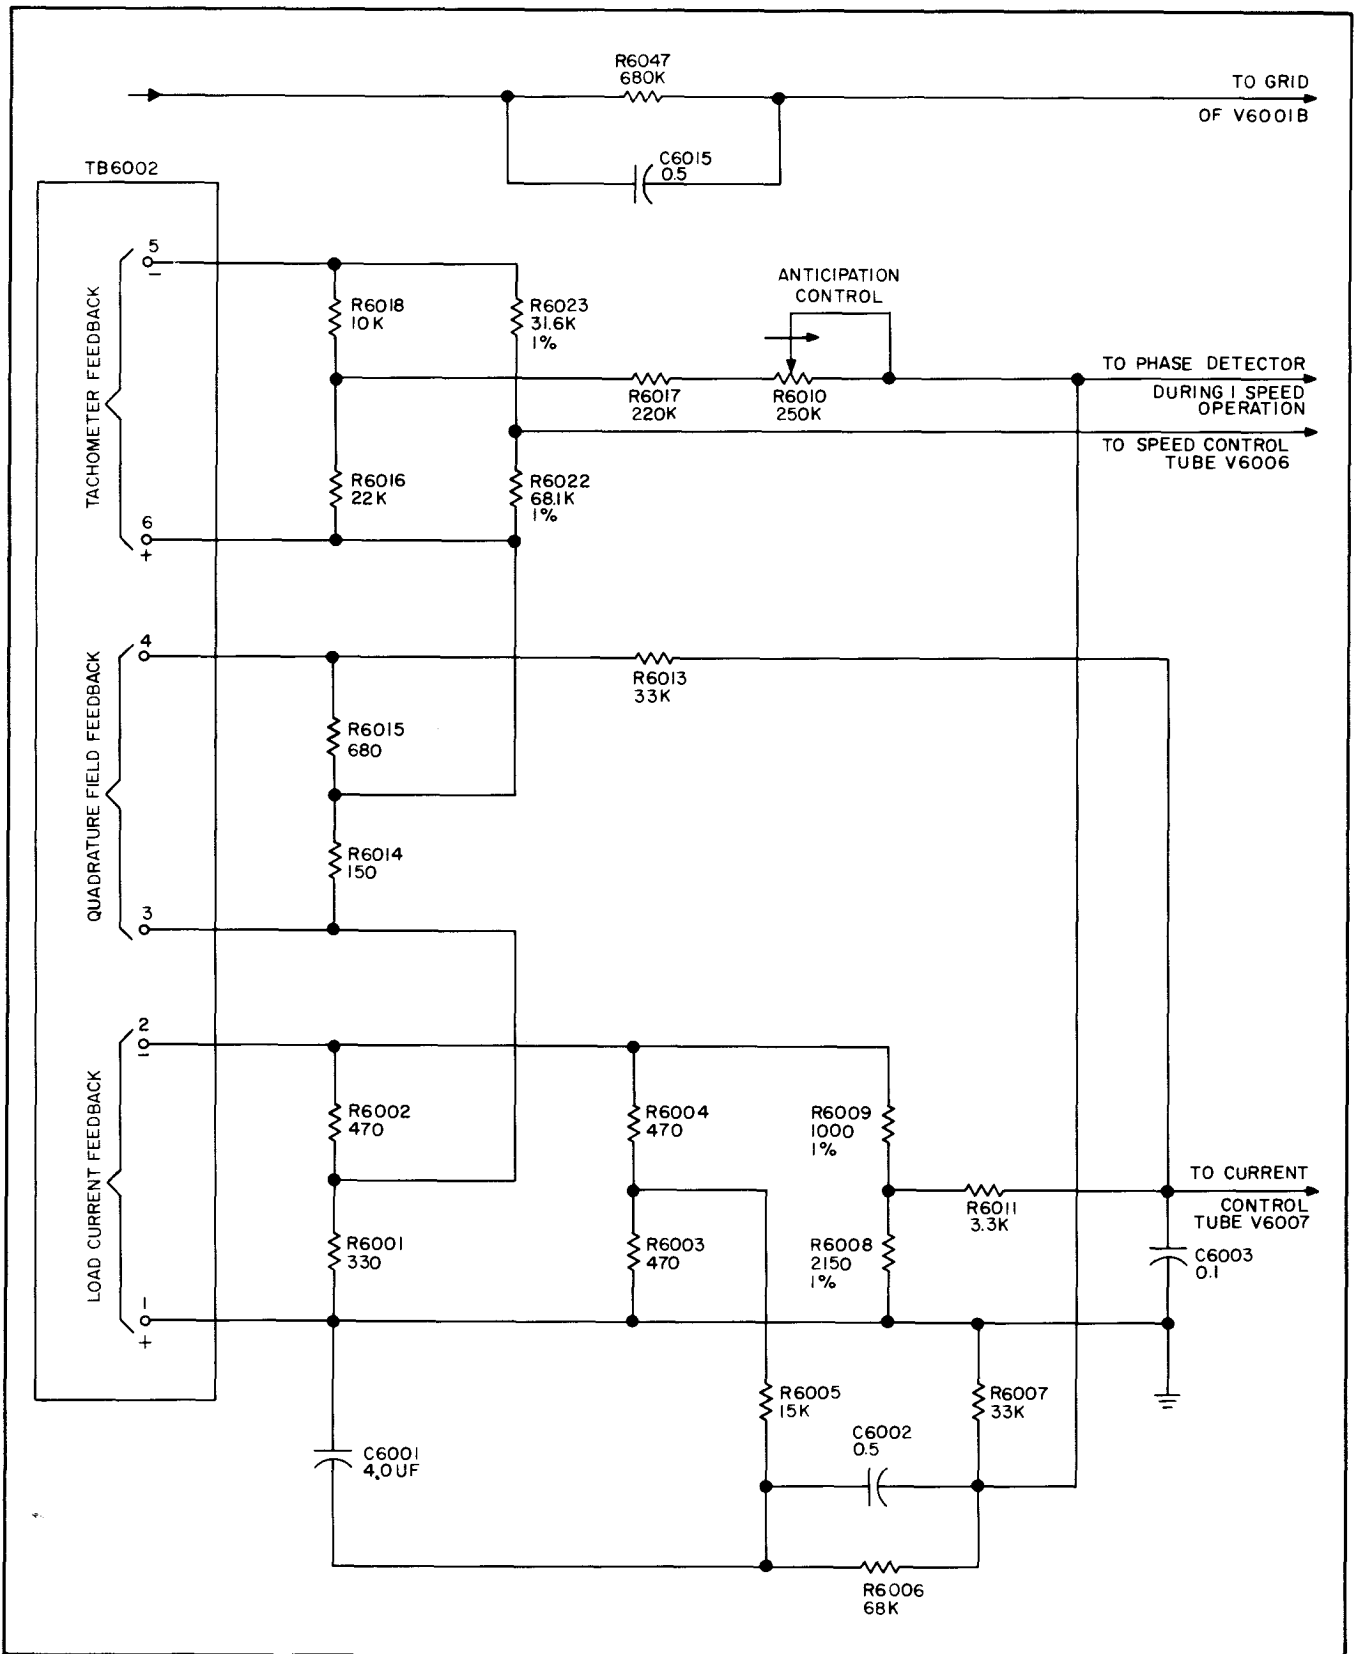 R6047
680K
TO GRID
OF V6001B
C6015
0.5
TB6002
TACHOMETER FEEDBACK
5
–
R6018
10K
R6023
31.6K
1%
ANTICIPATION
CONTROL
R6017
220K
R6010
250K
TO PHASE DETECTOR
DURING 1 SPEED
OPERATION
TO SPEED CONTROL
TUBE V6006
R6016
22K
R6022
68.1K
1%
6
+
QUADRATURE FIELD FEEDBACK
4
R6013
33K
R6015
680
R6014
150
3
LOAD CURRENT FEEDBACK
2
–
R6002
470
R6004
470
R6009
1000
1%
R6011
3.3K
TO CURRENT
CONTROL
TUBE V6007
R6001
330
R6003
470
R6008
2150
1%
C6003
0.1
1
+
R6005
15K
R6007
33K
C6002
0.5
C6001
4.0UF
R6006
68K